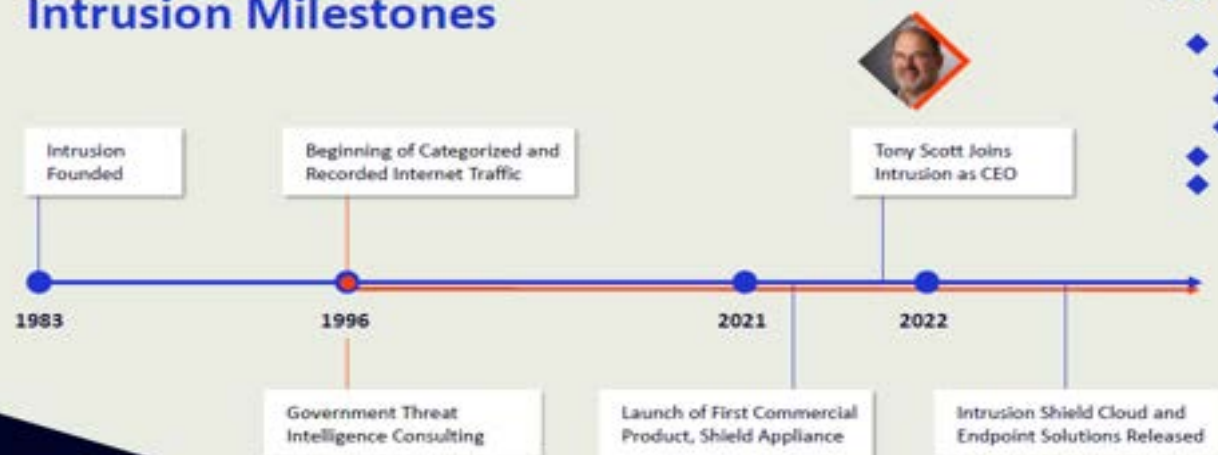 Intrusion Milestones
Intrusion
Founded
Beginning of Categorized and
Recorded Internet Traffic
Tony Scott Joins
Intrusion as CEO
1983
1996
2021
2022
Government Threat
Intelligence Consulting
Launch of First Commercial
Product, Shield Appliance
Intrusion Shield Cloud and
Endpoint Solutions Released